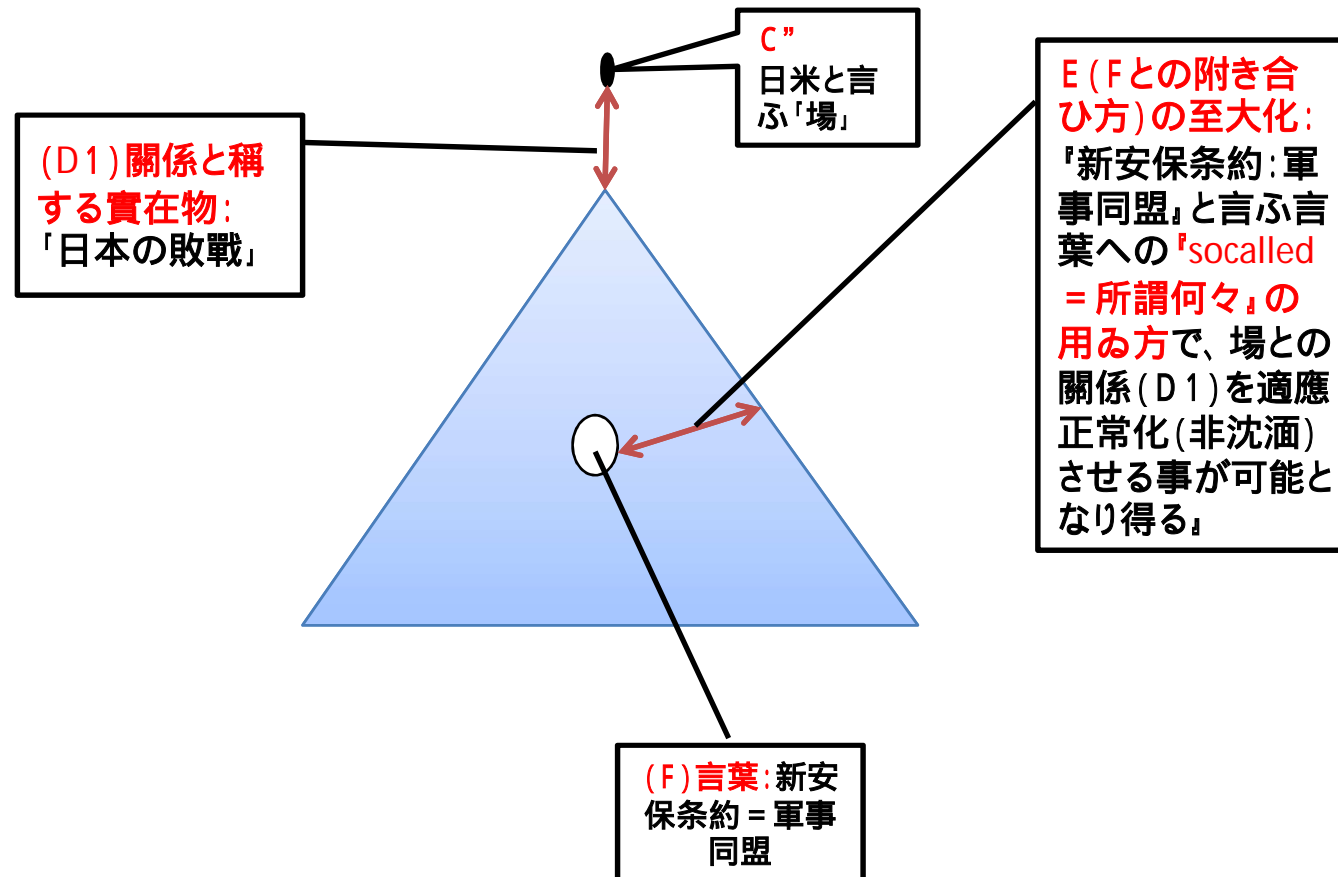 C”
日米と言
ふ「場」
(D1)關係と稱
する實在物:
「日本の敗戰」
E(Fとの附き合
ひ方)の至大化:
『新安保条約:軍
事同盟』と言ふ言
葉への『socalled
=所謂何々』の
用ゐ方で、場との
關係(D1)を適應
正常化(非沈湎)
させる事が可能と
なり得る』
(F)言葉:新安
保条約=軍事
同盟